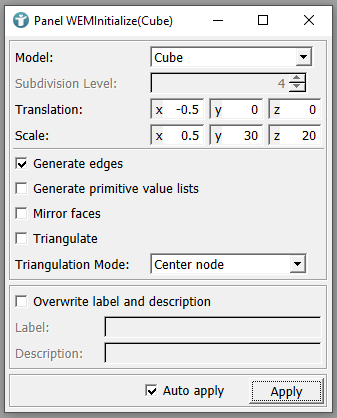 Panel WEMInitialize(Cube)
Model: Cube
Subdivision Level: 4
Translation: x -0.5 y 0 z 0
Scale: x 0.5 y 30 z 20
Generate edges
Generate primitive value lists
Mirror faces
Triangulate
Triangulation Mode: Center node
Overwrite label and description
Label:
Description:
Auto apply Apply